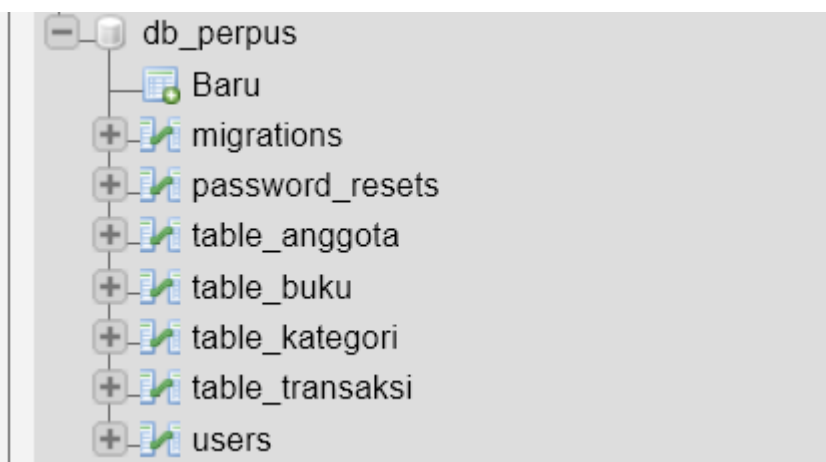 db_perpus
Baru
migrations
password_resets
table_anggota
table_buku
table_kategori
table_transaksi
users